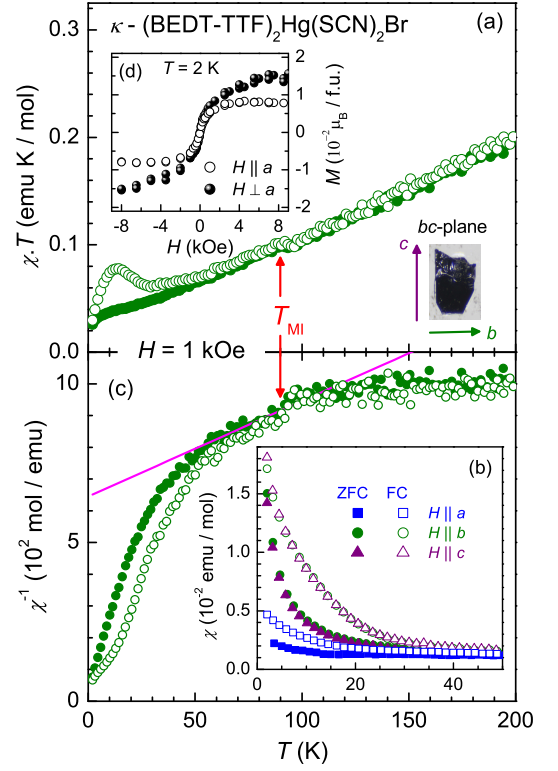 κ - (BEDT-TTF)₂Hg(SCN)₂Br
(a)
0.3
0.2
0.1
0.0
χ.T (emu K / mol)
(d)
T = 2 K
2
1
0
-1
-2
M (10⁻² μB / f.u.)
H || a
H ⊥ a
-8 -4 0 4 8
H (kOe)
bc-plane
c
b
TMI
H = 1 kOe
(c)
10
5
0
χ⁻¹ (10² mol / emu)
(b)
ZFC FC
H || a
H || b
H || c
1.5
1.0
0.5
0.0
χ (10⁻² emu / mol)
0 20 40
0 50 100 150 200
T (K)